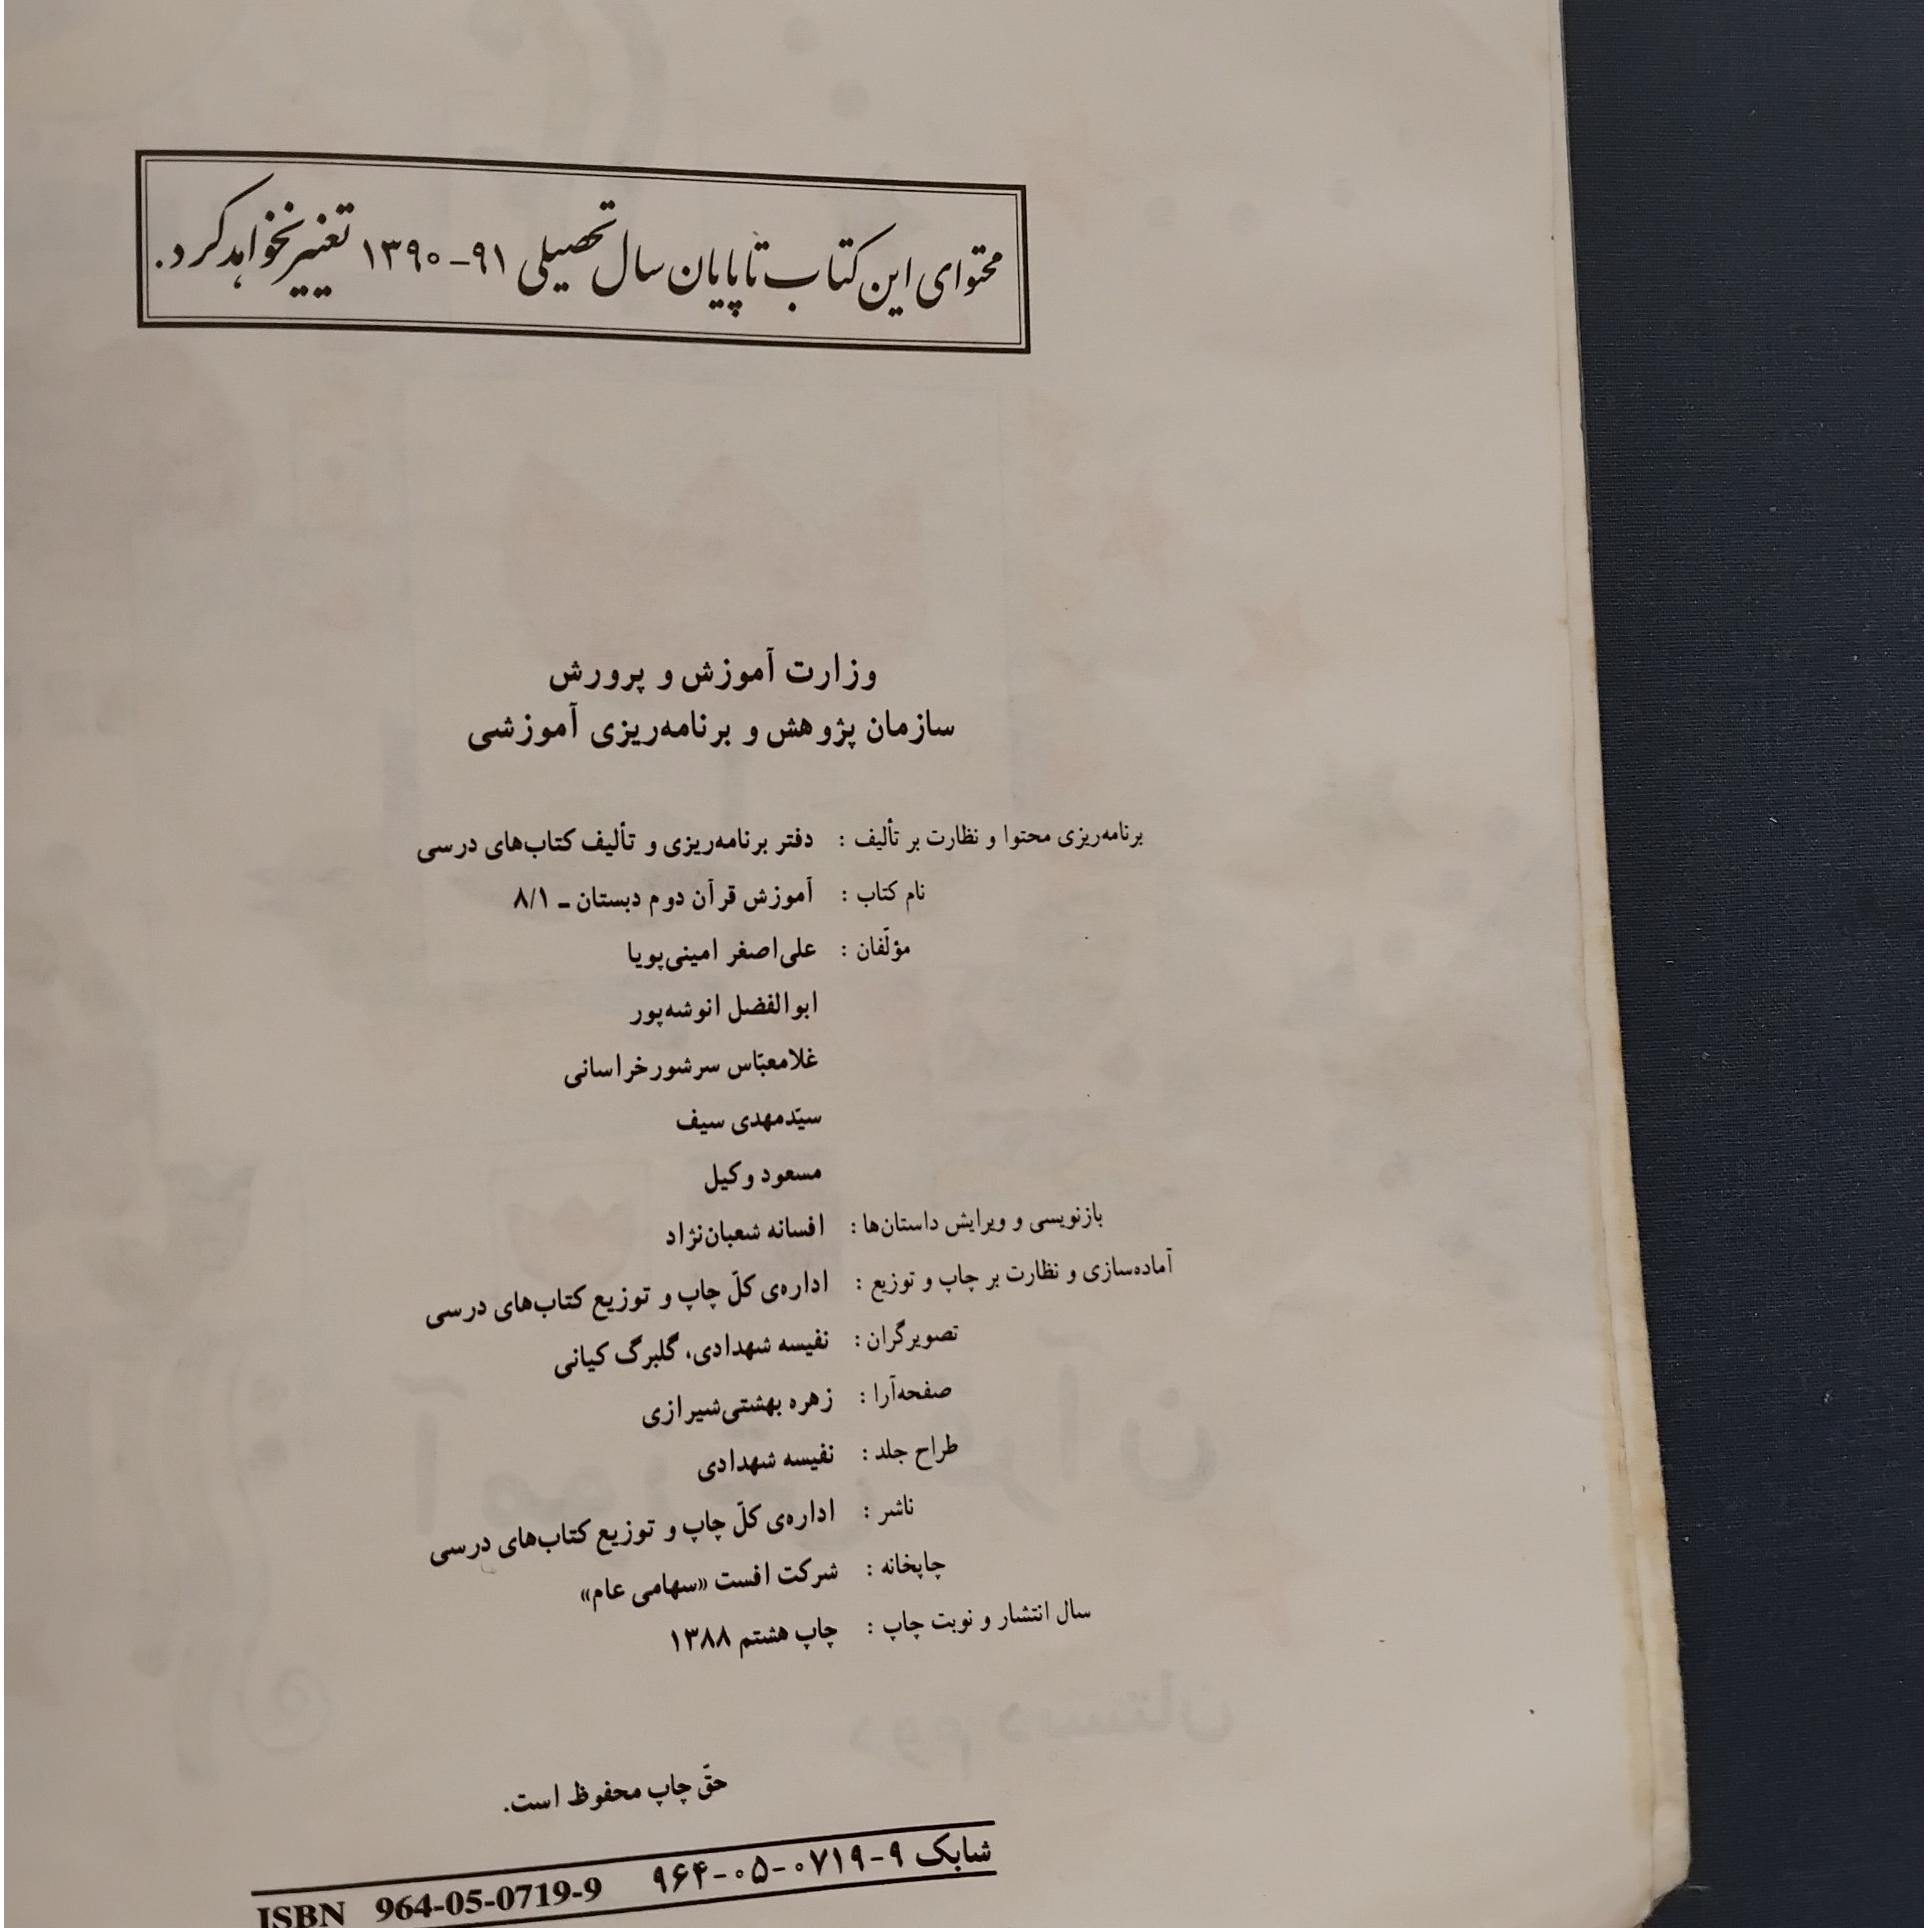 محتوای این کتاب تا پایان سال تحصیلی ۹۱-۱۳۹۰ تغییر نخواهد کرد.
وزارت آموزش و پرورش
سازمان پژوهش و برنامه‌ریزی آموزشی
برنامه‌ریزی محتوا و نظارت بر تألیف : دفتر برنامه‌ریزی و تألیف کتاب‌های درسی
نام کتاب : آموزش قرآن دوم دبستان ـ ۸/۱
مؤلّفان : علی‌اصغر امینی‌پویا
ابوالفضل انوشه‌پور
غلامعبّاس سرشورخراسانی
سیّدمهدی سیف
مسعود وکیل
بازنویسی و ویرایش داستان‌ها : افسانه شعبان‌نژاد
آماده‌سازی و نظارت بر چاپ و توزیع : اداره‌ی کلّ چاپ و توزیع کتاب‌های درسی
تصویرگران : نفیسه شهدادی، گلبرگ کیانی
صفحه‌آرا : زهره بهشتی‌شیرازی
طراح جلد : نفیسه شهدادی
ناشر : اداره‌ی کلّ چاپ و توزیع کتاب‌های درسی
چاپخانه : شرکت افست «سهامی عام»
سال انتشار و نوبت چاپ : چاپ هشتم ۱۳۸۸
حقّ چاپ محفوظ است.
شابک ۹-۰۷۱۹-۰۵-۹۶۴ ISBN 964-05-0719-9
آموزش قرآن
دوم دبستان